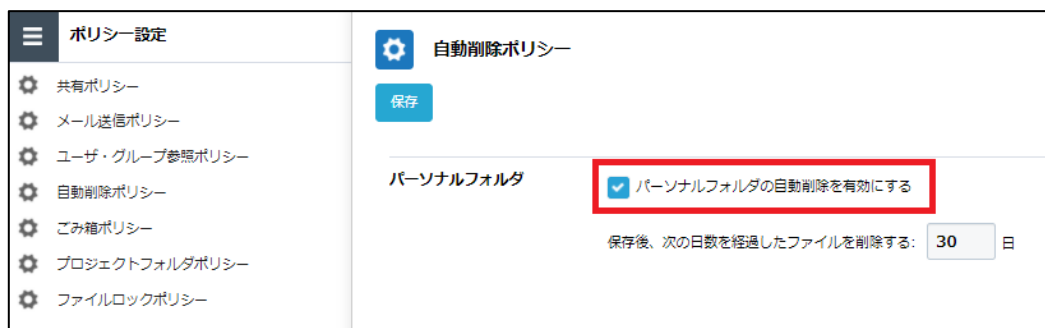 ポリシー設定
共有ポリシー
メール送信ポリシー
ユーザ・グループ参照ポリシー
自動削除ポリシー
ごみ箱ポリシー
プロジェクトフォルダポリシー
ファイルロックポリシー
自動削除ポリシー
保存
パーソナルフォルダ
パーソナルフォルダの自動削除を有効にする
保存後、次の日数を経過したファイルを削除する: 30 日